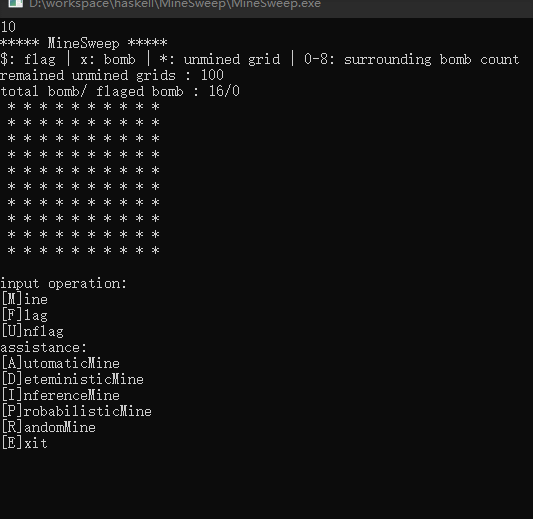 D:\workspace\haskell\MineSweep\MineSweep.exe
10
***** MineSweep *****
$: flag | x: bomb | *: unmined grid | 0-8: surrounding bomb count
remained unmined grids : 100
total bomb/ flaged bomb : 16/0
* * * * * * * * * *
* * * * * * * * * *
* * * * * * * * * *
* * * * * * * * * *
* * * * * * * * * *
* * * * * * * * * *
* * * * * * * * * *
* * * * * * * * * *
* * * * * * * * * *
* * * * * * * * * *
input operation:
[M]ine
[F]lag
[U]nflag
assistance:
[A]utomaticMine
[D]eteministicMine
[I]nferenceMine
[P]robabilisticMine
[R]andomMine
[E]xit